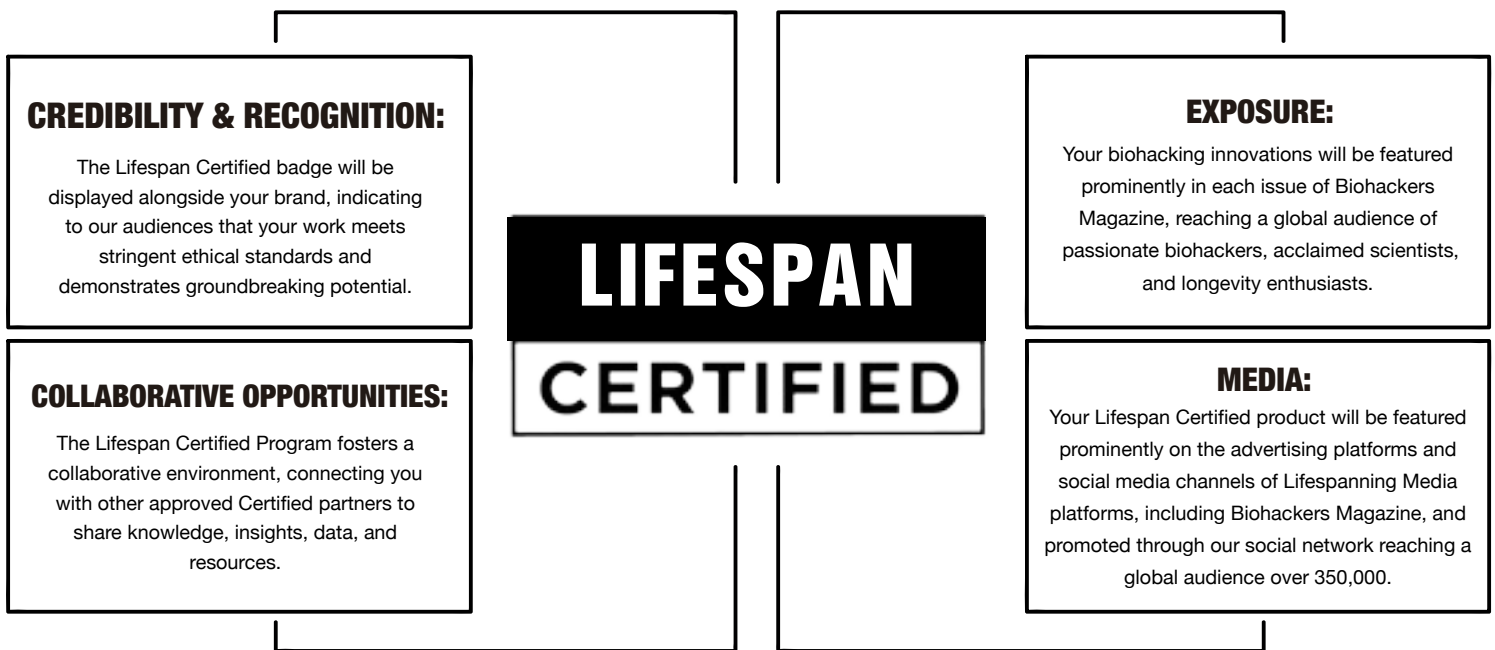 CREDIBILITY & RECOGNITION:
The Lifespan Certified badge will be
displayed alongside your brand, indicating
to our audiences that your work meets
stringent ethical standards and
demonstrates groundbreaking potential.
COLLABORATIVE OPPORTUNITIES:
The Lifespan Certified Program fosters a
collaborative environment, connecting you
with other approved Certified partners to
share knowledge, insights, data, and
resources.
LIFESPAN
CERTIFIED
EXPOSURE:
Your biohacking innovations will be featured
prominently in each issue of Biohackers
Magazine, reaching a global audience of
passionate biohackers, acclaimed scientists,
and longevity enthusiasts.
MEDIA:
Your Lifespan Certified product will be featured
prominently on the advertising platforms and
social media channels of Lifespanning Media
platforms, including Biohackers Magazine, and
promoted through our social network reaching a
global audience over 350,000.